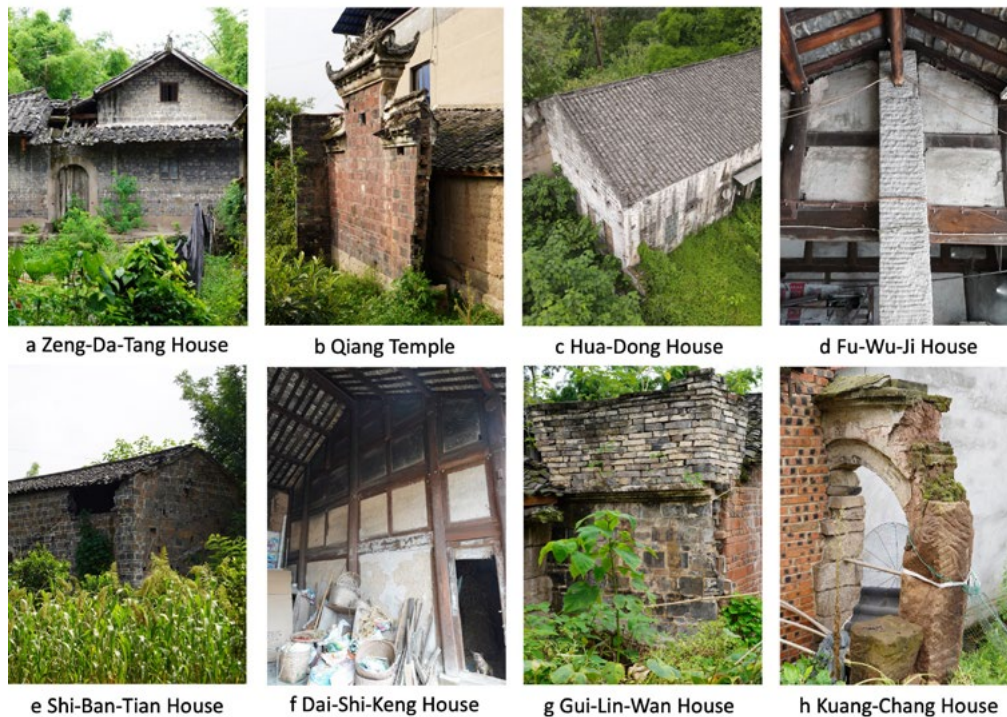 a Zeng-Da-Tang House
b Qiang Temple
c Hua-Dong House
d Fu-Wu-Ji House
e Shi-Ban-Tian House
f Dai-Shi-Keng House
g Gui-Lin-Wan House
h Kuang-Chang House